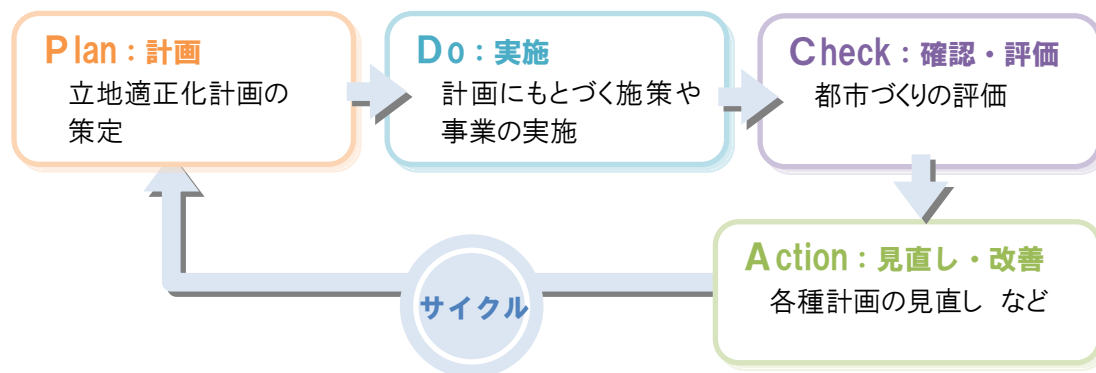 Plan：計画
立地適正化計画の
策定
Do：実施
計画にもとづく施策や
事業の実施
Check：確認・評価
都市づくりの評価
Action：見直し・改善
各種計画の見直し など
サイクル